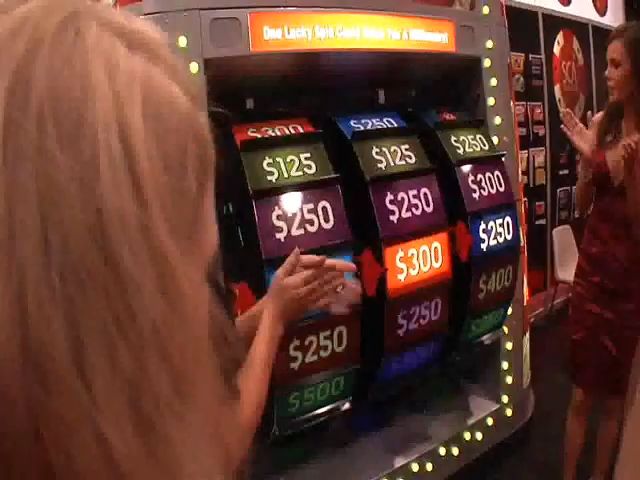 One Lucky Spin Could Make You A Millionaire!
$300 $250
$125 $125 $250
$250 $250 $300
$300 $250
$250 $250 $400
$500
SCA